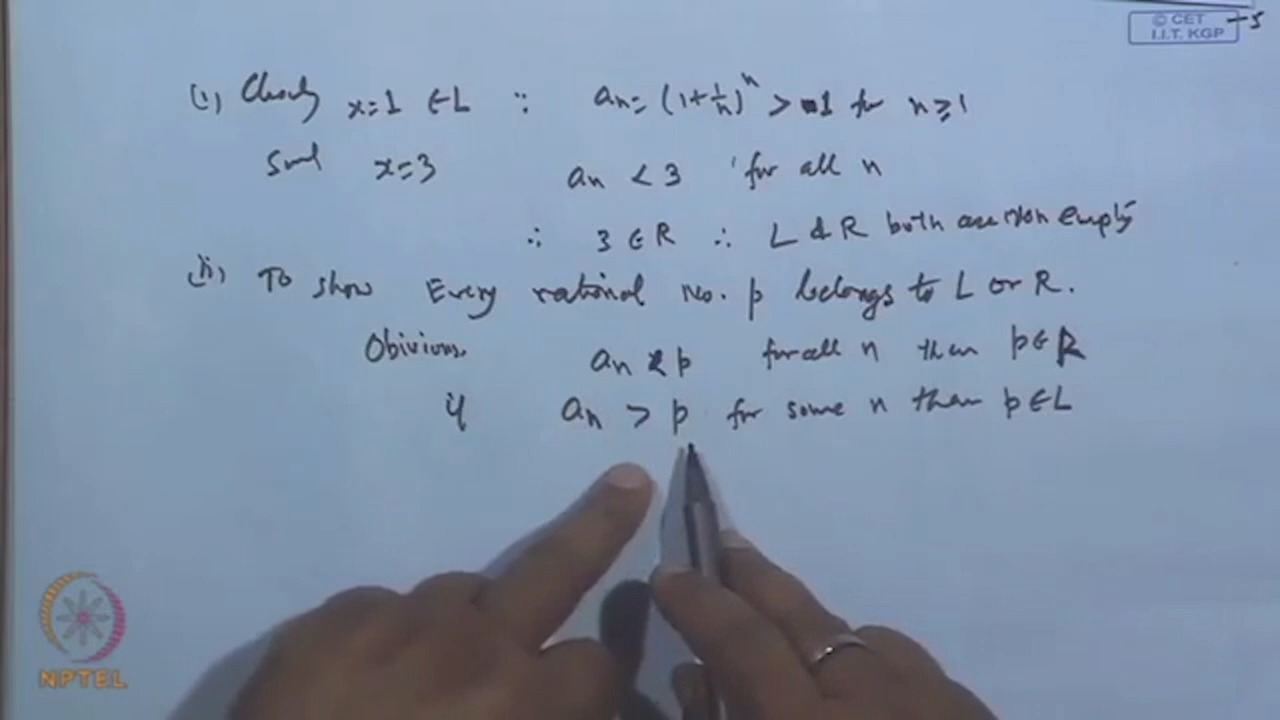 © CET
I.I.T. KGP
-5
(i) Clearly x=1 ∈ L ∵ aₙ = (1+1/n)ⁿ > 1 for n ≥ 1
x=3 aₙ < 3 for all n
∴ 3 ∈ R ∴ L & R both are non empty
(ii) To show Every rational No. p belongs to L or R.
aₙ < p for all n then p ∈ R
if aₙ > p for some n then p ∈ L
NPTEL